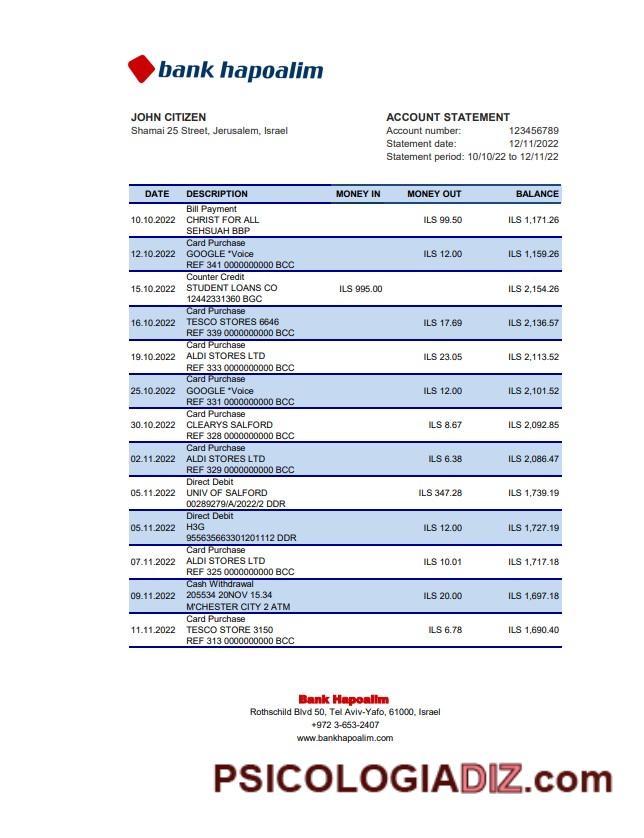 bank hapoalim
JOHN CITIZEN
Shamai 25 Street, Jerusalem, Israel
ACCOUNT STATEMENT
Account number: 123456789
Statement date: 12/11/2022
Statement period: 10/10/22 to 12/11/22
DATE DESCRIPTION MONEY IN MONEY OUT BALANCE
Bill Payment
10.10.2022 CHRIST FOR ALL ILS 99.50 ILS 1,171.26
SEHSUAH BBP
Card Purchase
12.10.2022 GOOGLE *Voice ILS 12.00 ILS 1,159.26
REF 341 0000000000 BCC
Counter Credit
15.10.2022 STUDENT LOANS CO ILS 995.00 ILS 2,154.26
12442331360 BGC
Card Purchase
16.10.2022 TESCO STORES 6646 ILS 17.69 ILS 2,136.57
REF 339 0000000000 BCC
Card Purchase
19.10.2022 ALDI STORES LTD ILS 23.05 ILS 2,113.52
REF 333 0000000000 BCC
Card Purchase
25.10.2022 GOOGLE *Voice ILS 12.00 ILS 2,101.52
REF 331 0000000000 BCC
Card Purchase
30.10.2022 CLEARYS SALFORD ILS 8.67 ILS 2,092.85
REF 328 0000000000 BCC
Card Purchase
02.11.2022 ALDI STORES LTD ILS 6.38 ILS 2,086.47
REF 329 0000000000 BCC
Direct Debit
05.11.2022 UNIV OF SALFORD ILS 347.28 ILS 1,739.19
00289279/A/2022/2 DDR
Direct Debit
05.11.2022 H3G ILS 12.00 ILS 1,727.19
955635663301201112 DDR
Card Purchase
07.11.2022 ALDI STORES LTD ILS 10.01 ILS 1,717.18
REF 325 0000000000 BCC
Cash Withdrawal
09.11.2022 205534 20NOV 15.34 ILS 20.00 ILS 1,697.18
M'CHESTER CITY 2 ATM
Card Purchase
11.11.2022 TESCO STORE 3150 ILS 6.78 ILS 1,690.40
REF 313 0000000000 BCC
Bank Hapoalim
Rothschild Blvd 50, Tel Aviv-Yafo, 61000, Israel
+972 3-653-2407
www.bankhapoalim.com
PSICOLOGIADIZ.com